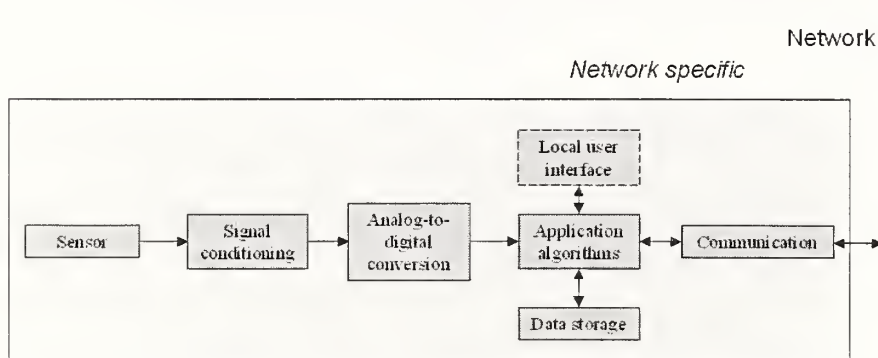 Network
Network specific
Local user
interface
Sensor
Signal
conditioning
Analog-to-
digital
conversion
Application
algorithms
Communication
Data storage